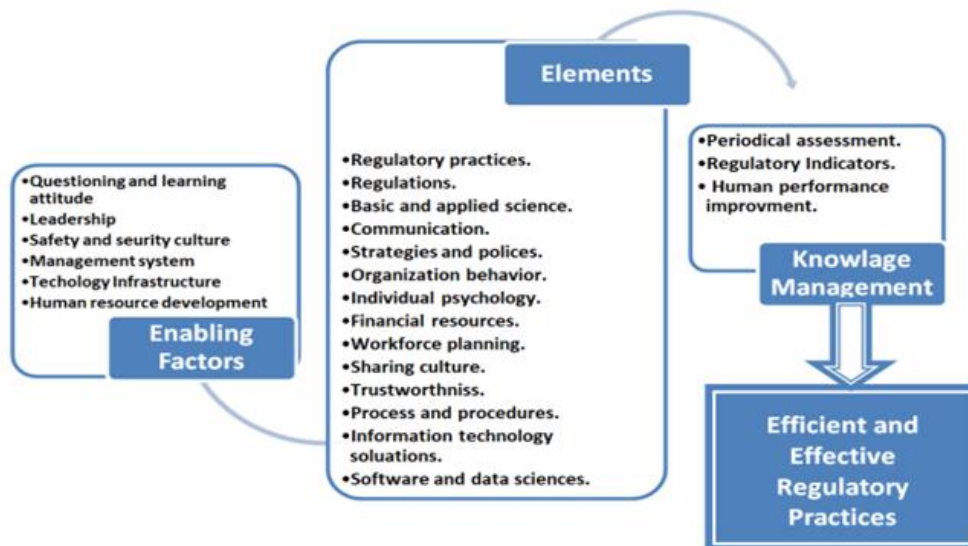 •Questioning and learning
attitude
•Leadership
•Safety and seurity culture
•Management system
•Techology Infrastructure
•Human resource development
Enabling
Factors
Elements
•Regulatory practices.
•Regulations.
•Basic and applied science.
•Communication.
•Strategies and polices.
•Organization behavior.
•Individual psychology.
•Financial resources.
•Workforce planning.
•Sharing culture.
•Trustworthniss.
•Process and procedures.
•Information technology
soluations.
•Software and data sciences.
•Periodical assessment.
•Regulatory Indicators.
• Human performance
improvment.
Knowlage
Management
Efficient and
Effective
Regulatory
Practices